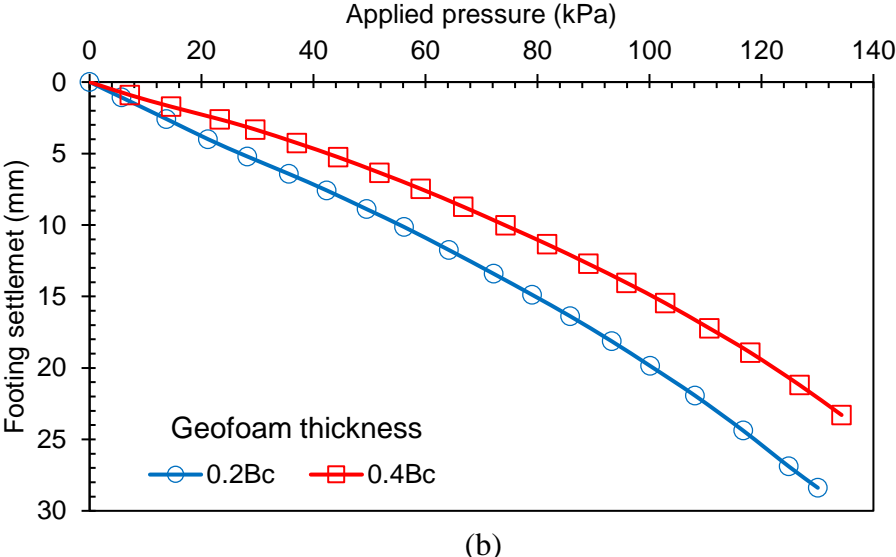 Applied pressure (kPa)
0 20 40 60 80 100 120 140
Footing settlemet (mm)
0
5
10
15
20
25
30
Geofoam thickness
0.2Bc 0.4Bc
(b)